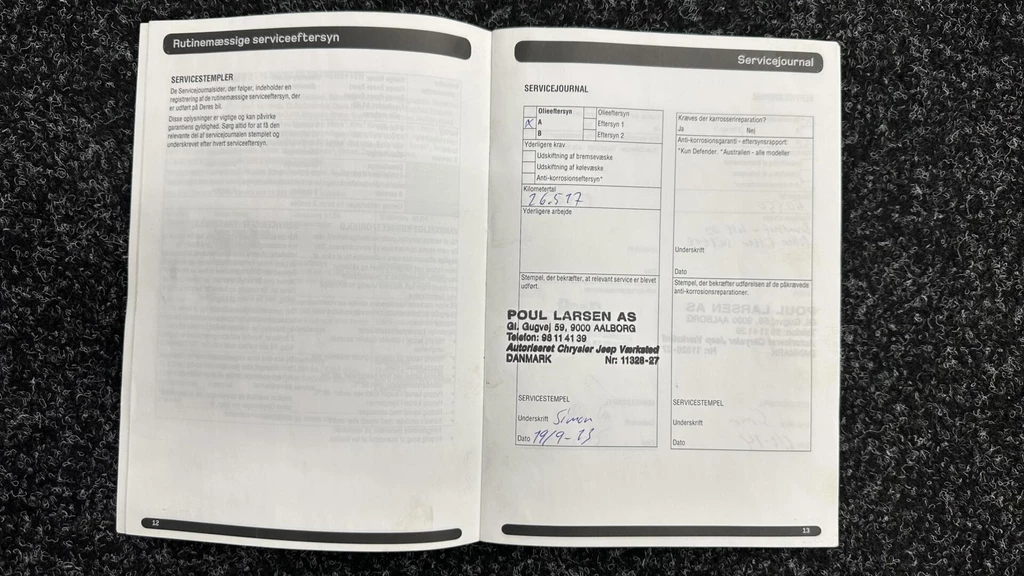 Rutinemæssige serviceeftersyn
SERVICESTEMPLER
De Servicejournalsider, der følger, indeholder en
registrering af de rutinemæssige serviceeftersyn, der
er udført på Deres bil.
Disse oplysninger er vigtige og kan påvirke
garantiens gyldighed. Sørg altid for at få den
relevante del af servicejournalen stemplet og
underskrevet efter hvert serviceeftersyn.
12
Servicejournal
SERVICEJOURNAL
Olieeftersyn
X A
B
Olieeftersyn
Eftersyn 1
Eftersyn 2
Yderligere krav
Udskiftning af bremsevæske
Udskiftning af kølevæske
Anti-korrosionseftersyn*
Kilometertal
26.517
Yderligere arbejde
Stempel, der bekræfter, at relevant service er blevet
udført.
POUL LARSEN AS
Gl. Gugvej 59, 9000 AALBORG
Telefon: 98 11 41 39
Autoriseret Chrysler Jeep Værksted
DANMARK Nr: 11328-27
SERVICESTEMPEL
Underskrift Simon
Dato 19/9-13
Kræves der karrosserireparation?
Ja Nej
Anti-korrosionsgaranti - eftersynsrapport:
*Kun Defender. *Australien - alle modeller
Underskrift
Dato
Stempel, der bekræfter udførelsen af de påkrævede
anti-korrosionsreparationer.
SERVICESTEMPEL
Underskrift
Dato
13